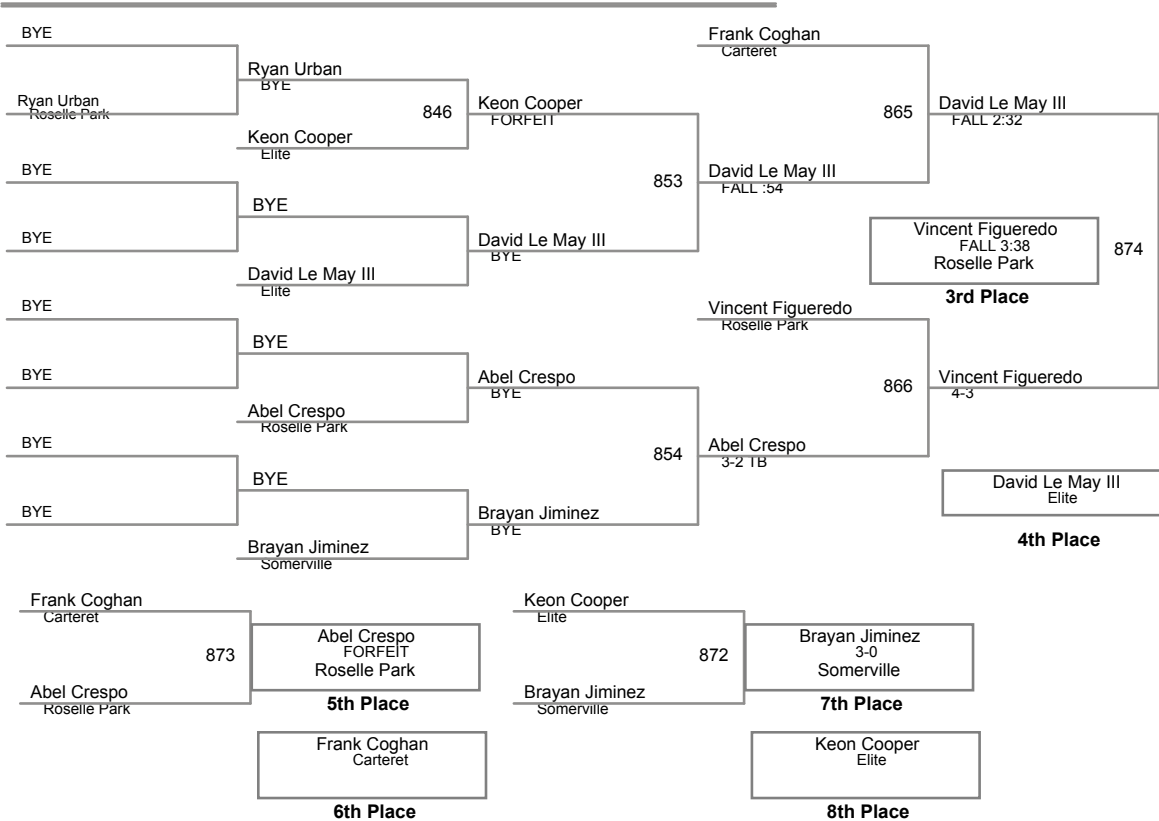 BYE
Ryan Urban
Roselle Park
BYE
BYE
BYE
BYE
BYE
BYE
Ryan Urban
BYE
846
Keon Cooper
Elite
BYE
David Le May III
Elite
BYE
Abel Crespo
Roselle Park
BYE
Brayan Jiminez
Somerville
Keon Cooper
FORFEIT
853
David Le May III
BYE
Abel Crespo
BYE
854
Brayan Jiminez
BYE
Frank Coghan
Carteret
865
David Le May III
FALL :54
Vincent Figueredo
Roselle Park
866
Abel Crespo
3-2 TB
David Le May III
FALL 2:32
Vincent Figueredo
FALL 3:38
Roselle Park
874
3rd Place
Vincent Figueredo
4-3
David Le May III
Elite
4th Place
Frank Coghan
Carteret
873
Abel Crespo
Roselle Park
Abel Crespo
FORFEIT
Roselle Park
5th Place
Frank Coghan
Carteret
6th Place
Keon Cooper
Elite
872
Brayan Jiminez
Somerville
Brayan Jiminez
3-0
Somerville
7th Place
Keon Cooper
Elite
8th Place